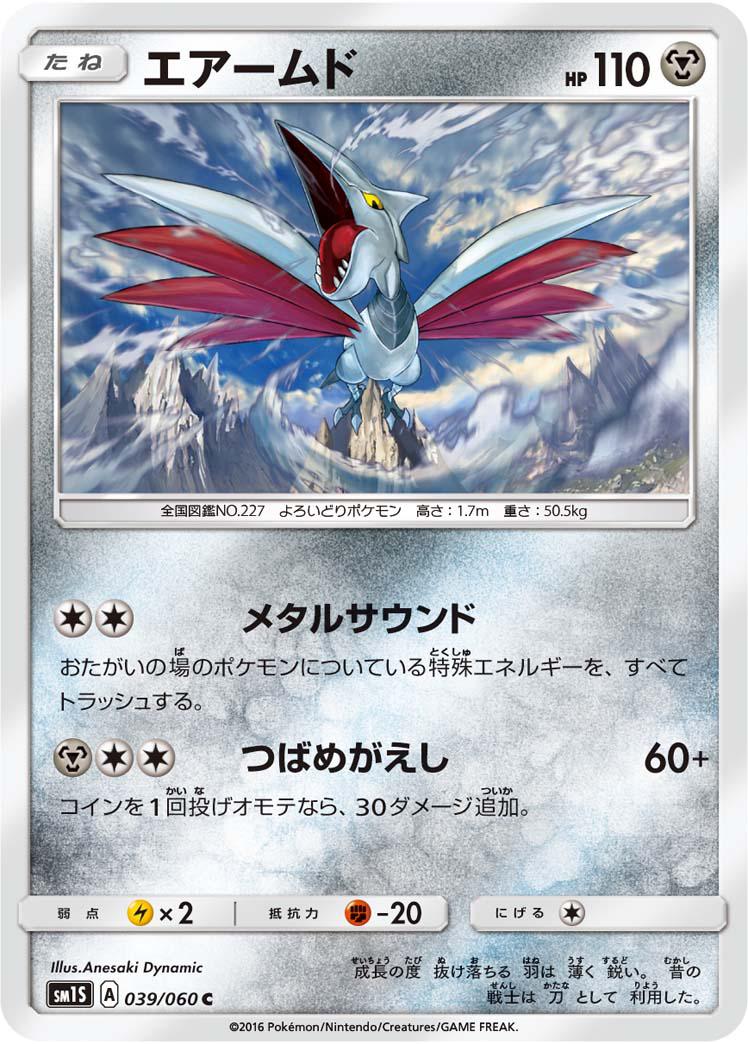 たね エアームド HP 110
全国図鑑NO.227 よろいどりポケモン 高さ：1.7m 重さ：50.5kg
メタルサウンド
おたがいの場のポケモンについている特殊エネルギーを、すべて
トラッシュする。
つばめがえし 60+
コインを1回投げオモテなら、30ダメージ追加。
弱点 ×2 抵抗力 -20 にげる
Illus.Anesaki Dynamic
成長の度 抜け落ちる 羽は 薄く 鋭い。 昔の
戦士は 刀 として 利用した。
SM1S A 039/060 C
©2016 Pokémon/Nintendo/Creatures/GAME FREAK.